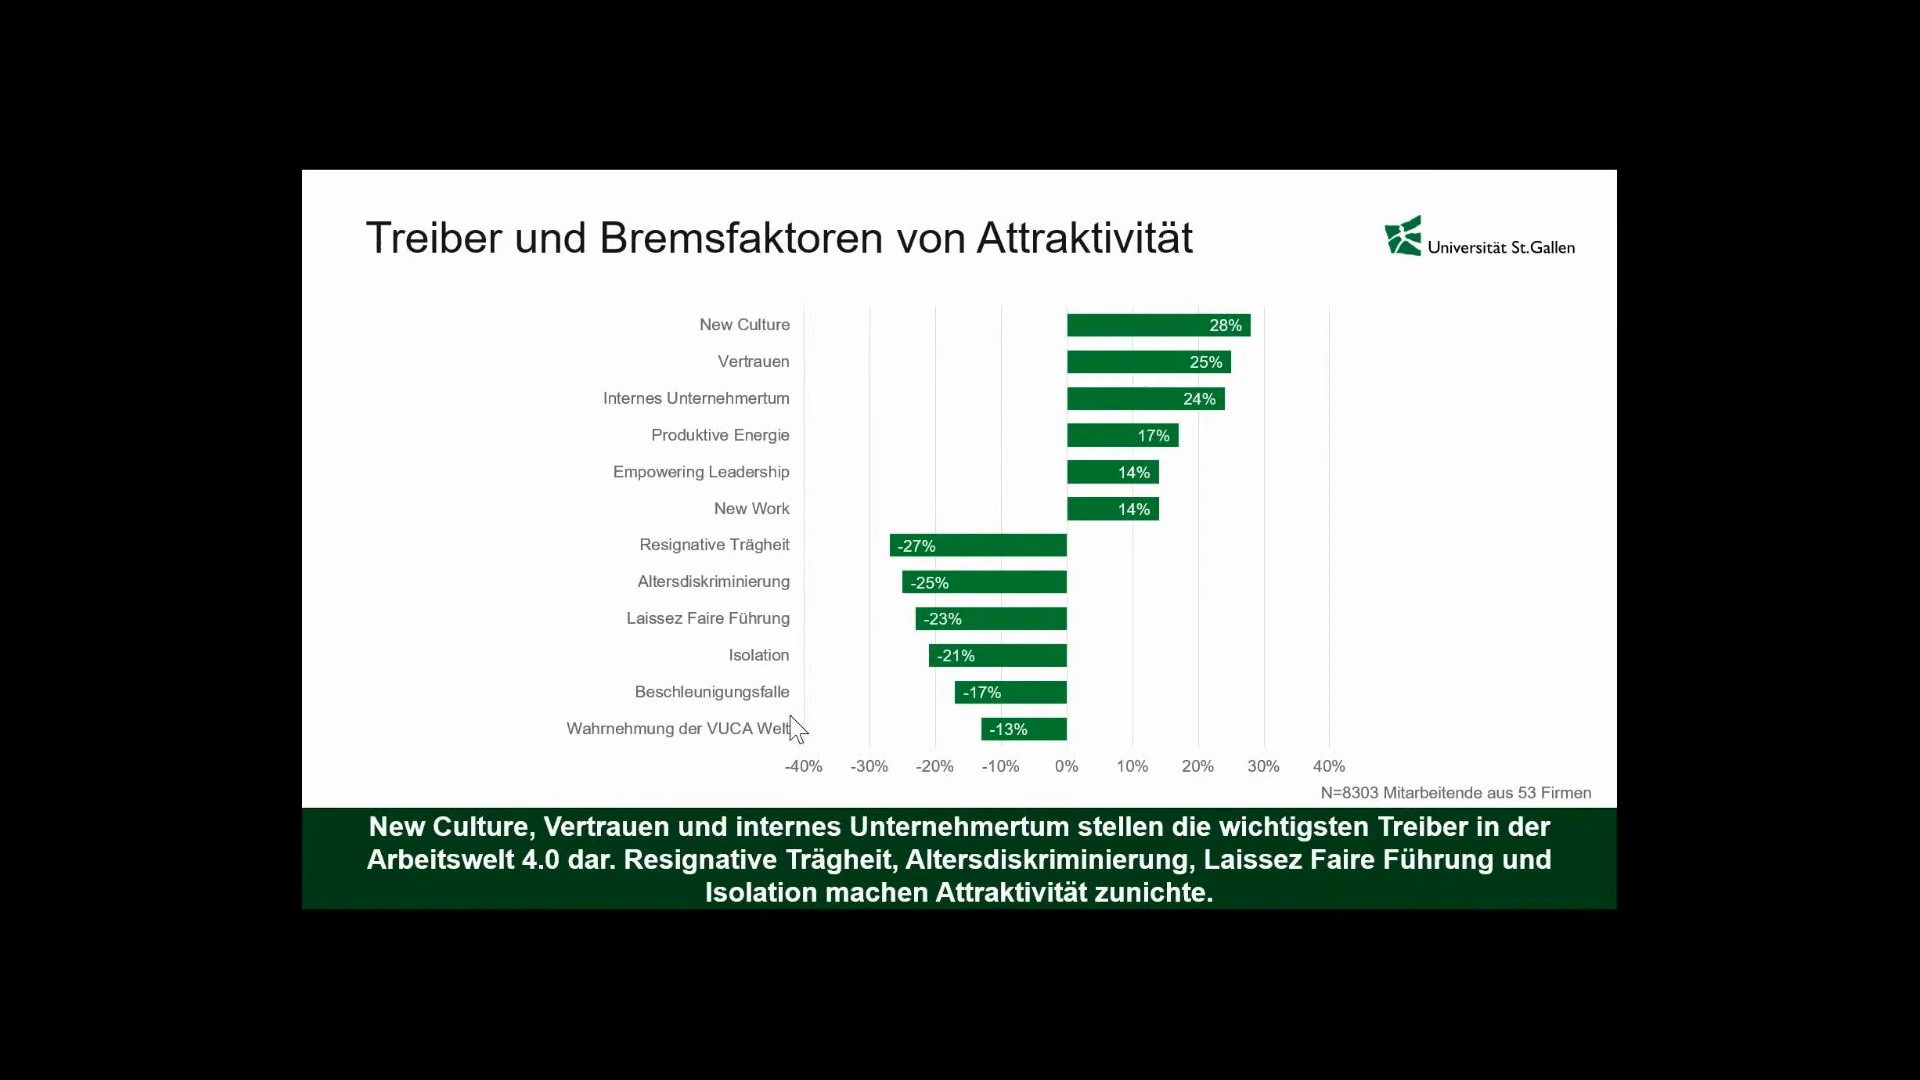 Treiber und Bremsfaktoren von Attraktivität
Universität St.Gallen
New Culture 28%
Vertrauen 25%
Internes Unternehmertum 24%
Produktive Energie 17%
Empowering Leadership 14%
New Work 14%
Resignative Trägheit -27%
Altersdiskriminierung -25%
Laissez Faire Führung -23%
Isolation -21%
Beschleunigungsfalle -17%
Wahrnehmung der VUCA Welt -13%
-40% -30% -20% -10% 0% 10% 20% 30% 40%
N=8303 Mitarbeitende aus 53 Firmen
New Culture, Vertrauen und internes Unternehmertum stellen die wichtigsten Treiber in der
Arbeitswelt 4.0 dar. Resignative Trägheit, Altersdiskriminierung, Laissez Faire Führung und
Isolation machen Attraktivität zunichte.